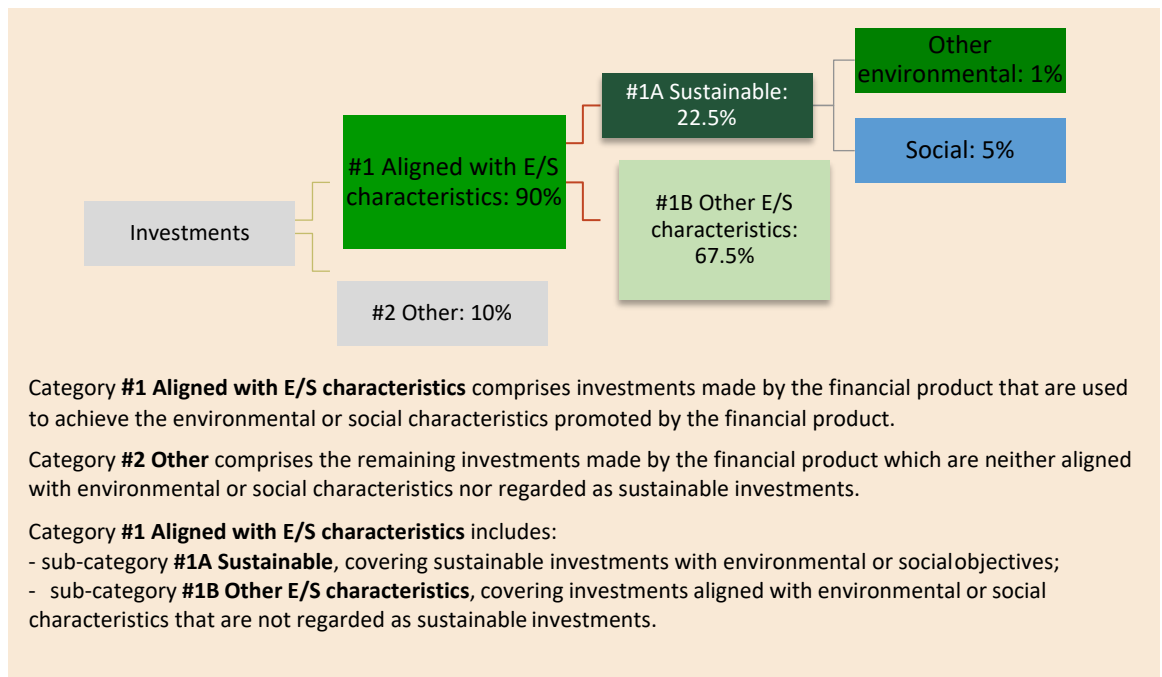 Other
environmental: 1%
#1A Sustainable:
22.5%
Social: 5%
#1 Aligned with E/S
characteristics: 90%
#1B Other E/S
characteristics:
67.5%
Investments
#2 Other: 10%
Category #1 Aligned with E/S characteristics comprises investments made by the financial product that are used
to achieve the environmental or social characteristics promoted by the financial product.
Category #2 Other comprises the remaining investments made by the financial product which are neither aligned
with environmental or social characteristics nor regarded as sustainable investments.
Category #1 Aligned with E/S characteristics includes:
- sub-category #1A Sustainable, covering sustainable investments with environmental or socialobjectives;
- sub-category #1B Other E/S characteristics, covering investments aligned with environmental or social
characteristics that are not regarded as sustainable investments.